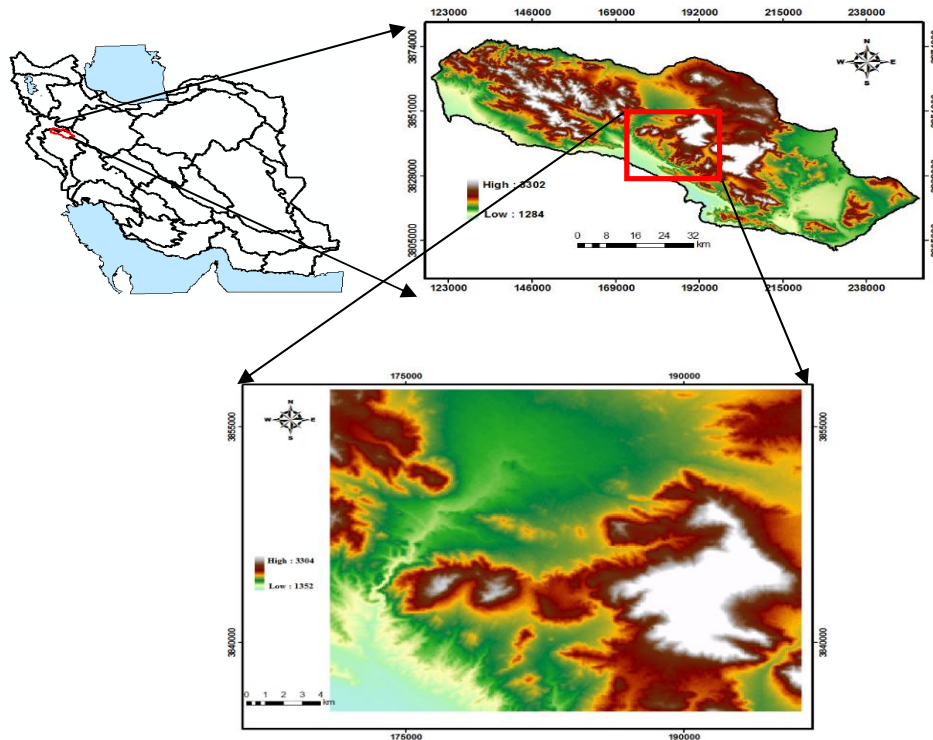 123000 146000 169000 192000 215000 238000
N
W E
S
3874000
3851000
3828000
3805000
High : 3302
Low : 1284
0 8 16 24 32
km
123000 146000 169000 192000 215000 238000
175000 190000
N
W E
S
3855000 3855000
High : 3304
Low : 1352
3840000 3840000
0 1 2 3 4
km
175000 190000